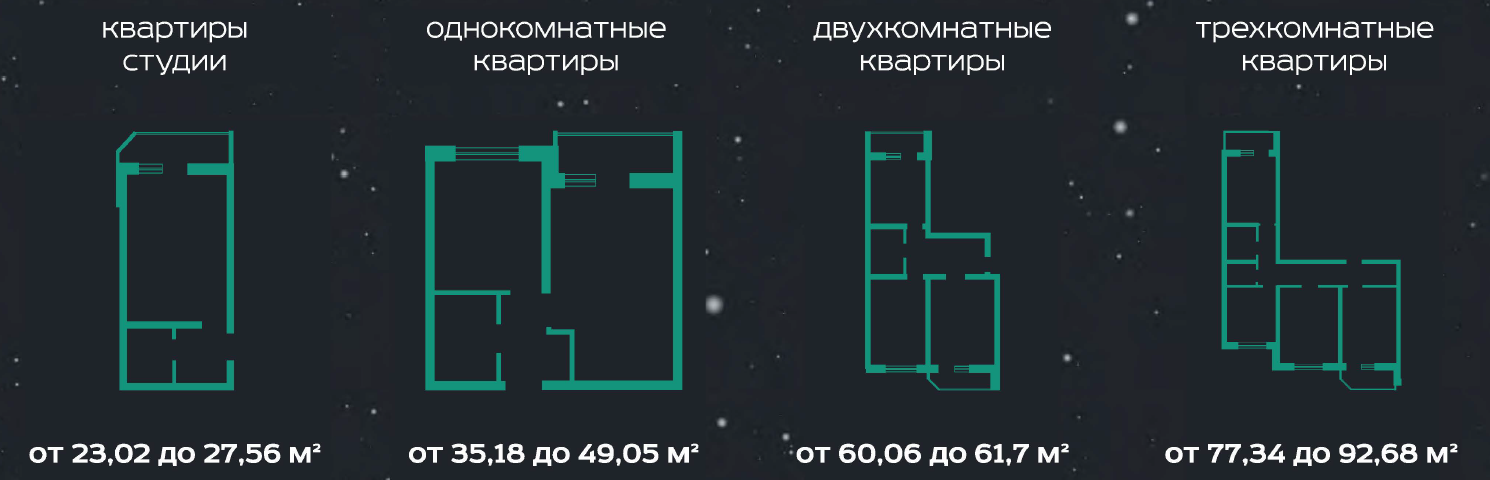 квартиры
студии
однокомнатные
квартиры
двухкомнатные
квартиры
трехкомнатные
квартиры
от 23,02 до 27,56 м²
от 35,18 до 49,05 м²
от 60,06 до 61,7 м²
от 77,34 до 92,68 м²